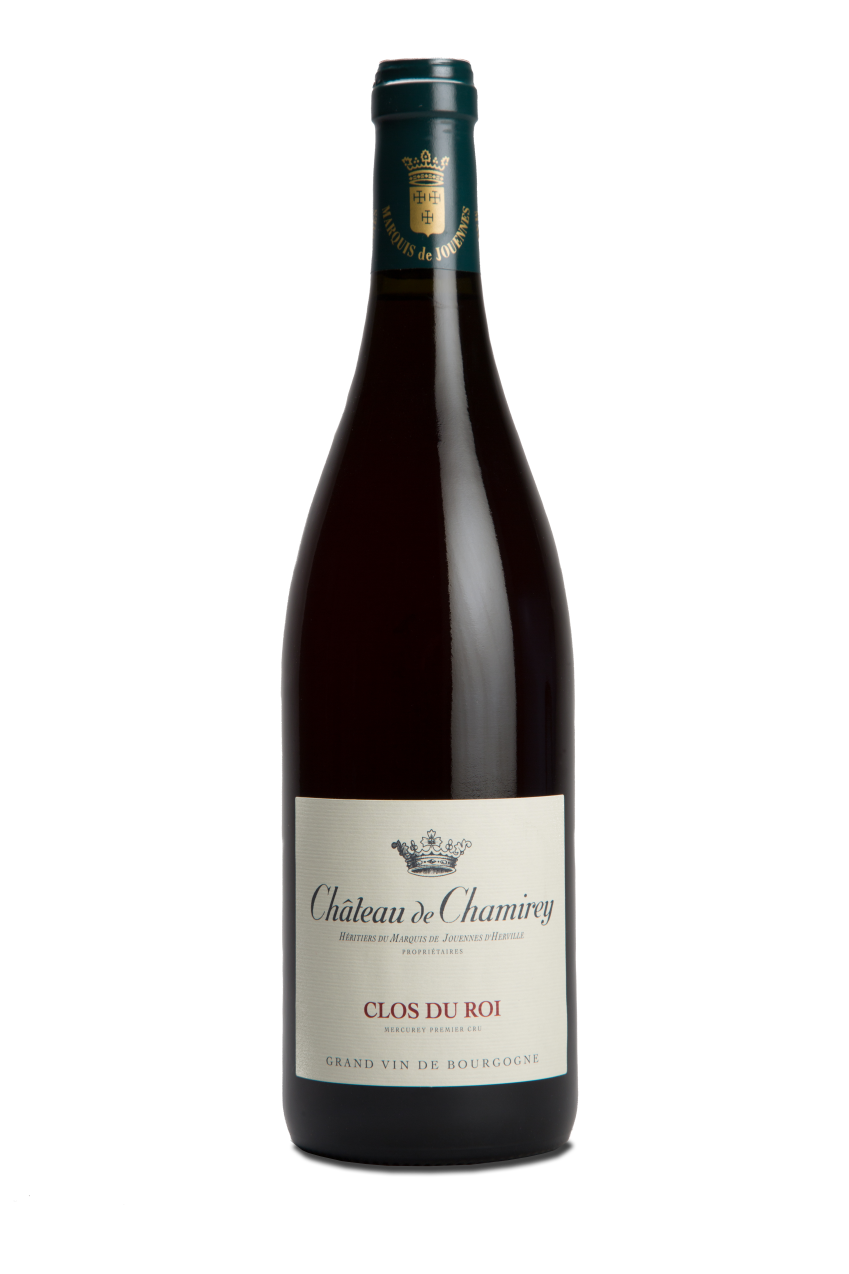 MARQUIS de JOUENNES
Château de Chamirey
HÉRITIERS DU MARQUIS DE JOUENNES D'HERVILLE
PROPRIÉTAIRES
CLOS DU ROI
MERCUREY PREMIER CRU
GRAND VIN DE BOURGOGNE